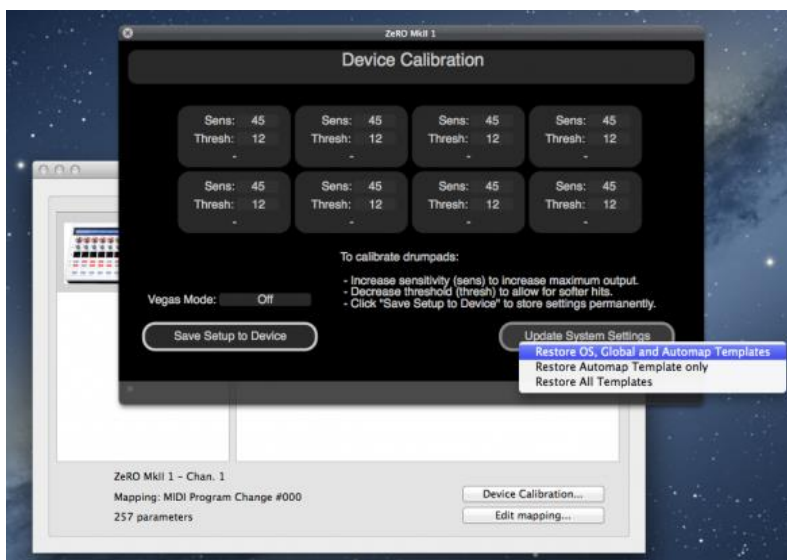 ZeRO MkII 1
Device Calibration
Sens: 45 Sens: 45 Sens: 45 Sens: 45
Thresh: 12 Thresh: 12 Thresh: 12 Thresh: 12
- - - -
Sens: 45 Sens: 45 Sens: 45 Sens: 45
Thresh: 12 Thresh: 12 Thresh: 12 Thresh: 12
- - - -
To calibrate drumpads:
- Increase sensitivity (sens) to increase maximum output.
- Decrease threshold (thresh) to allow for softer hits.
- Click "Save Setup to Device" to store settings permanently.
Vegas Mode: Off
Save Setup to Device
Update System Settings
Restore OS, Global and Automap Templates
Restore Automap Template only
Restore All Templates
ZeRO MkII 1 - Chan. 1
Mapping: MIDI Program Change #000
257 parameters
Device Calibration...
Edit mapping...